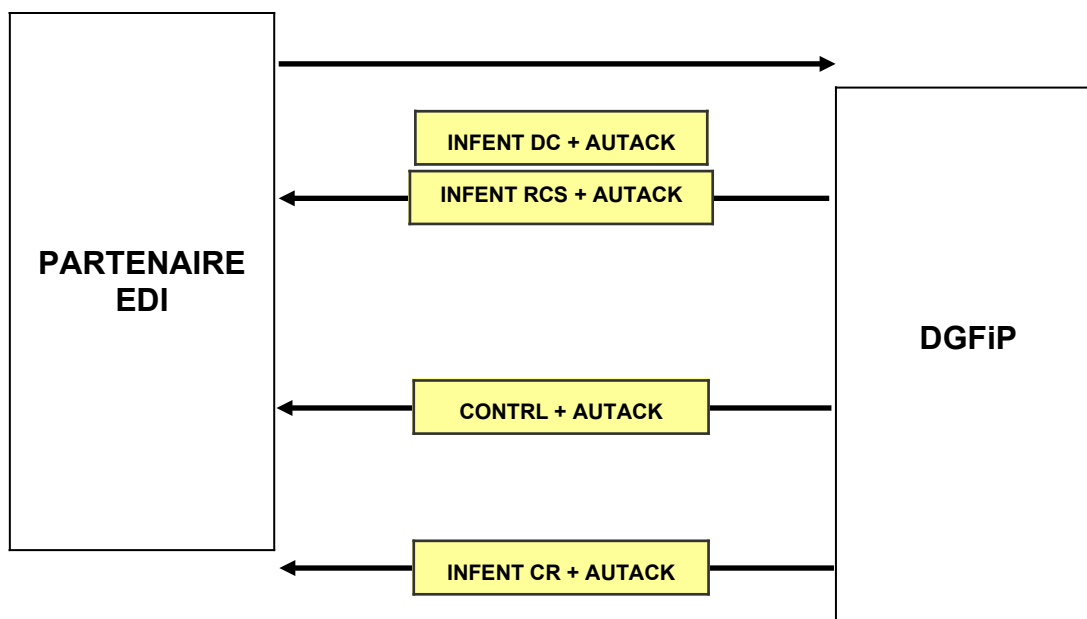 INFENT DC + AUTACK
INFENT RCS + AUTACK
PARTENAIRE
EDI
DGFiP
CONTRL + AUTACK
INFENT CR + AUTACK